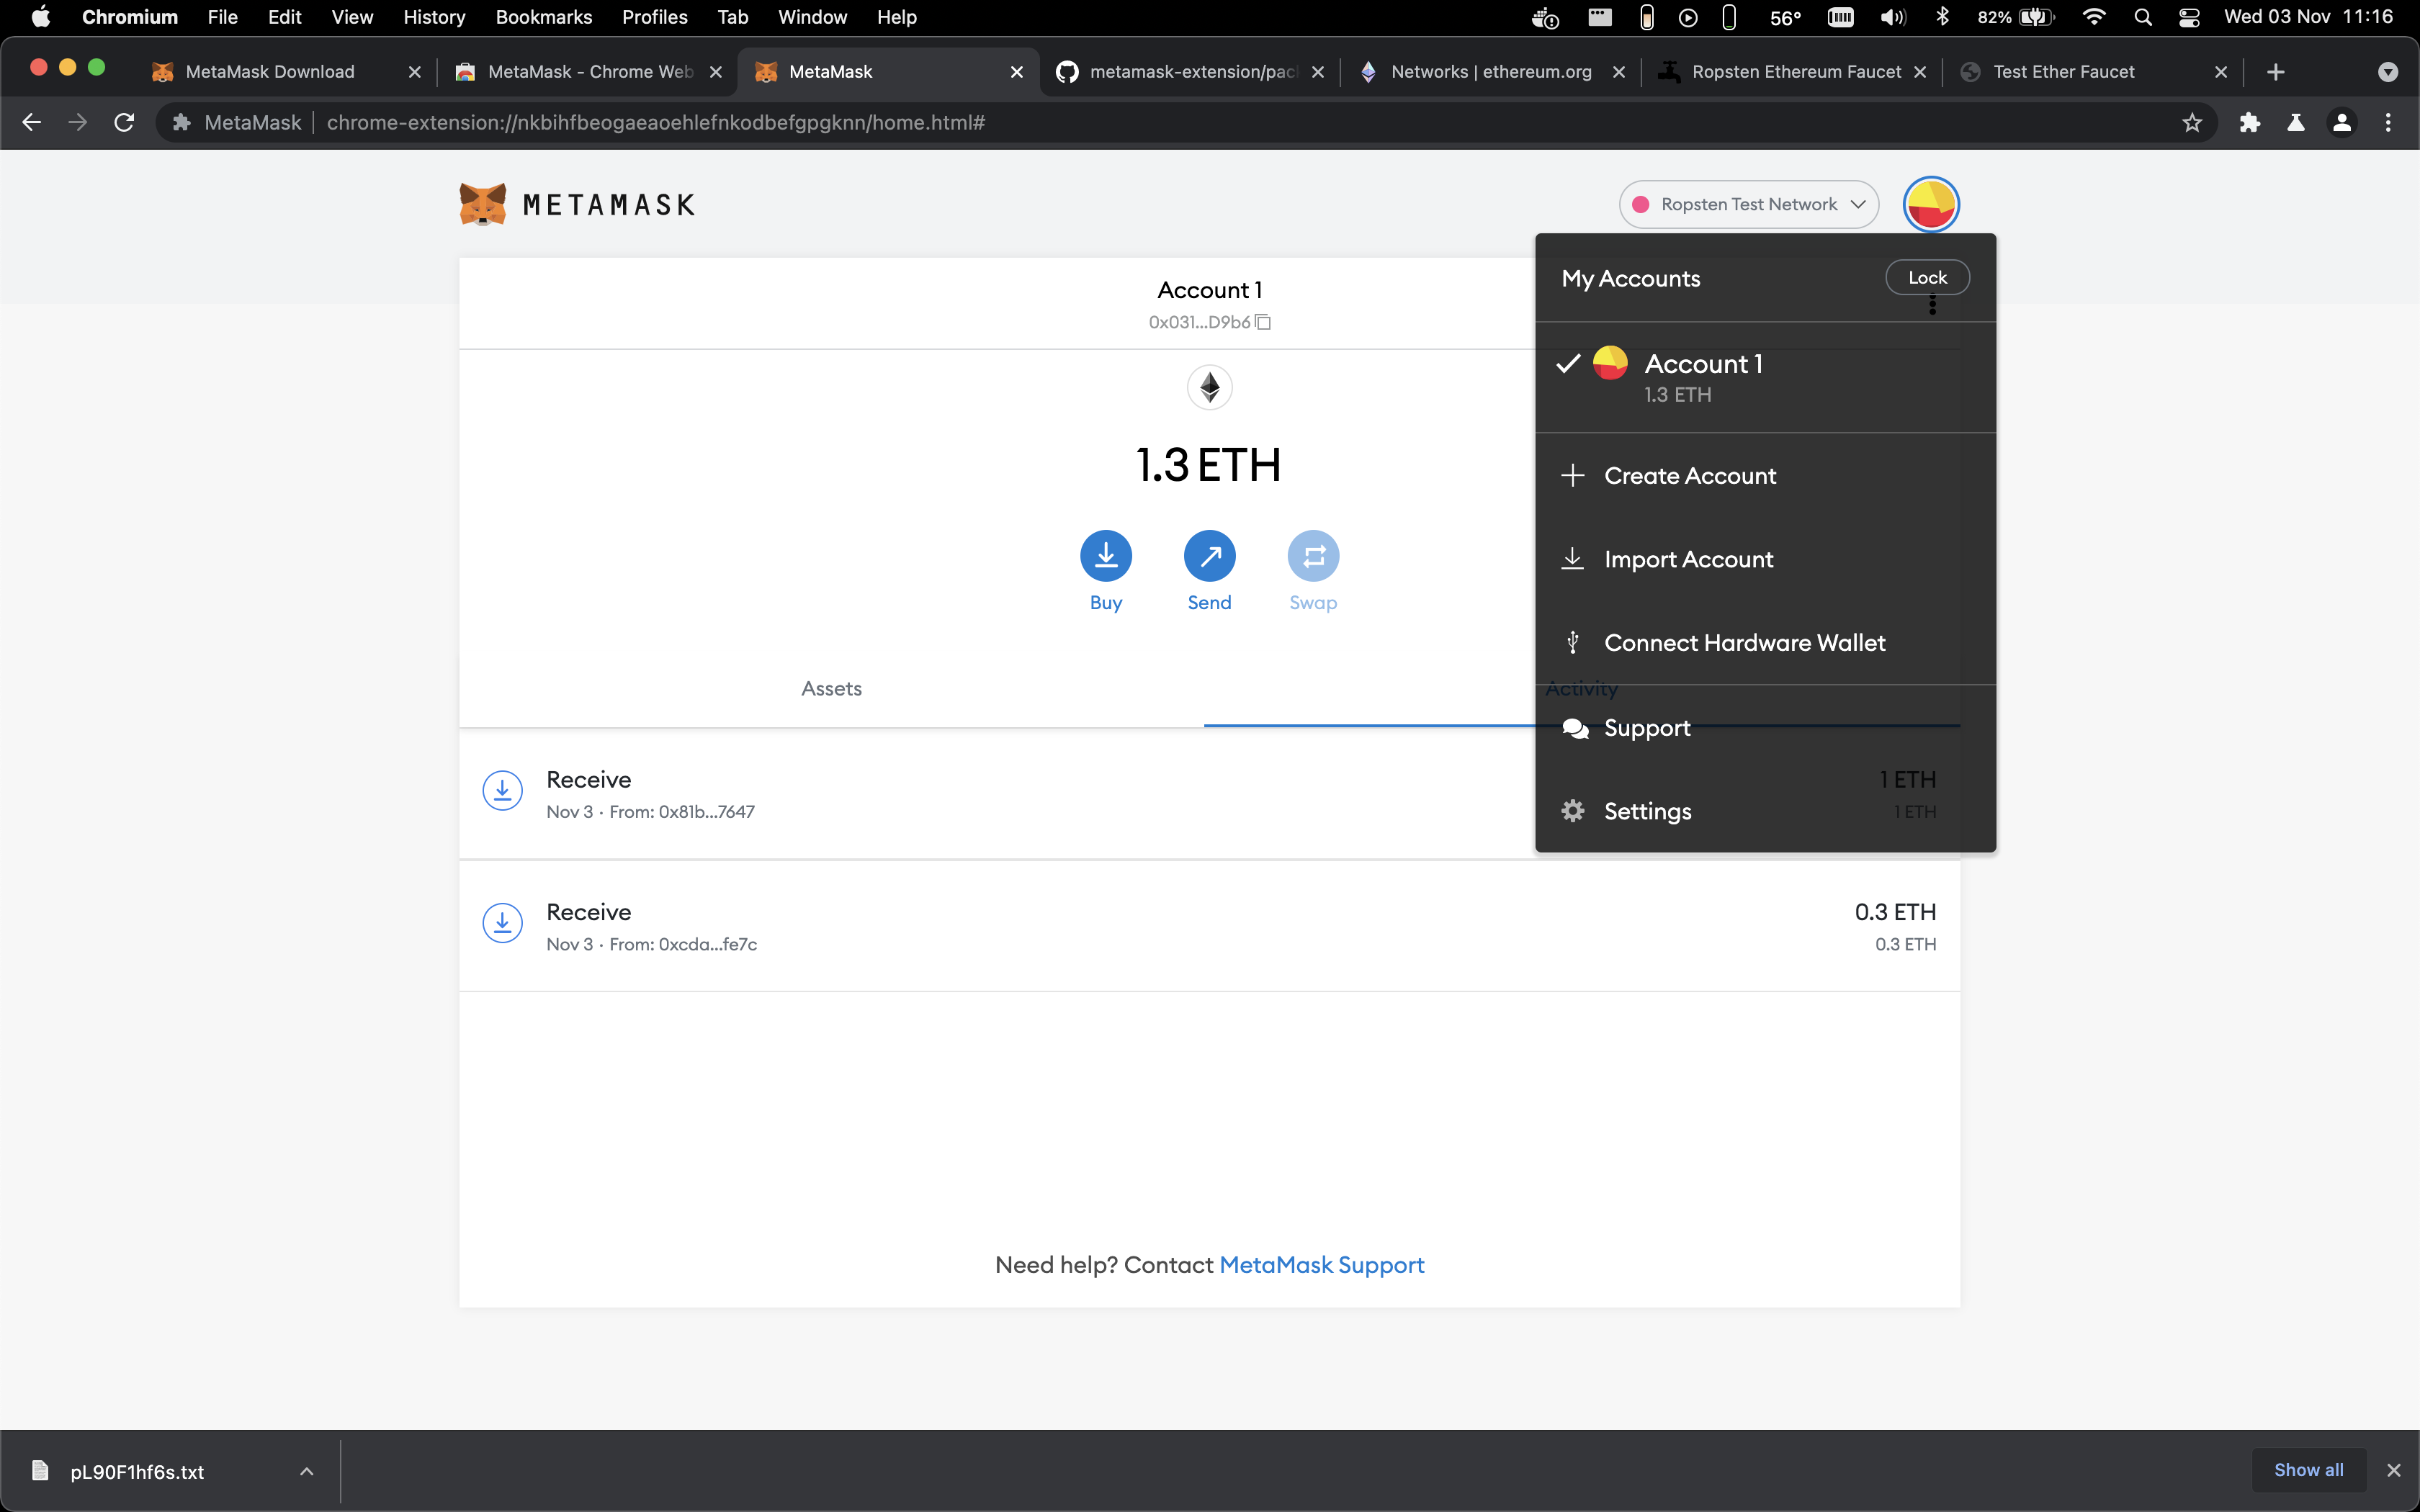 Chromium File Edit View History Bookmarks Profiles Tab Window Help 56° 82% Wed 03 Nov 11:16
MetaMask Download MetaMask - Chrome Web MetaMask metamask-extension/pac Networks | ethereum.org Ropsten Ethereum Faucet Test Ether Faucet
MetaMask chrome-extension://nkbihfbeogaeaoehlefnkodbefgpgknn/home.html#
METAMASK Ropsten Test Network
My Accounts Lock
Account 1
0x031...D9b6
Account 1
1.3 ETH
1.3 ETH
Create Account
Import Account
Buy Send Swap
Connect Hardware Wallet
Assets Activity
Support
Receive 1 ETH
Nov 3 · From: 0x81b...7647 1 ETH
Settings
Receive 0.3 ETH
Nov 3 · From: 0xcda...fe7c 0.3 ETH
Need help? Contact MetaMask Support
pL90F1hf6s.txt Show all